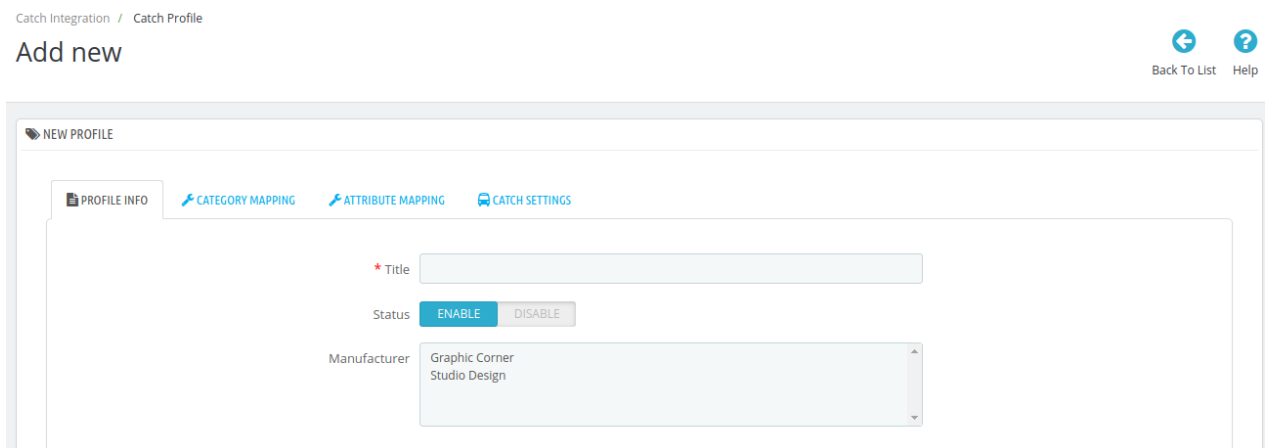 Catch Integration / Catch Profile
Add new
Back To List Help
NEW PROFILE
PROFILE INFO CATEGORY MAPPING ATTRIBUTE MAPPING CATCH SETTINGS
* Title
Status ENABLE DISABLE
Manufacturer Graphic Corner
Studio Design